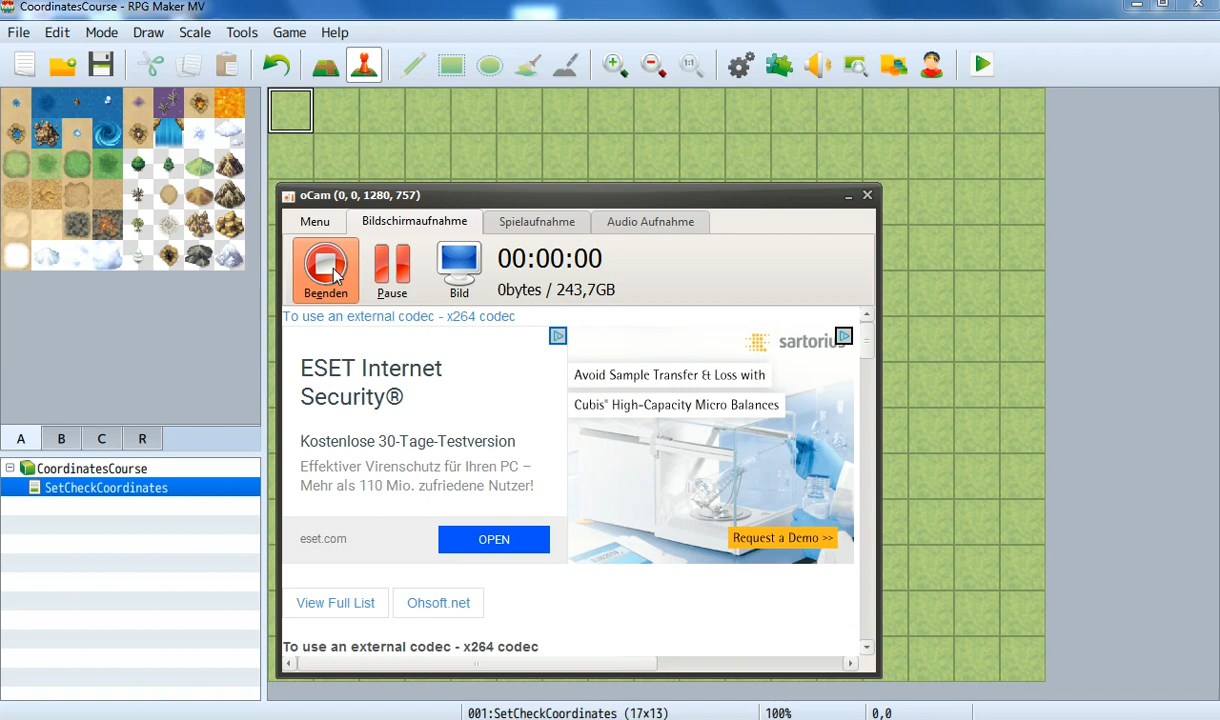 CoordinatesCourse - RPG Maker MV
File Edit Mode Draw Scale Tools Game Help
1:1
oCam (0, 0, 1280, 757)
Menu Bildschirmaufnahme Spielaufnahme Audio Aufnahme
00:00:00
0bytes / 243,7GB
Beenden Pause Bild
To use an external codec - x264 codec
ESET Internet
Security®
Kostenlose 30-Tage-Testversion
Effektiver Virenschutz für Ihren PC –
Mehr als 110 Mio. zufriedene Nutzer!
eset.com
OPEN
sartorius
Avoid Sample Transfer & Loss with
Cubis® High-Capacity Micro Balances
Request a Demo >>
View Full List Ohsoft.net
To use an external codec - x264 codec
A B C R
CoordinatesCourse
SetCheckCoordinates
001:SetCheckCoordinates (17x13) 100% 0,0